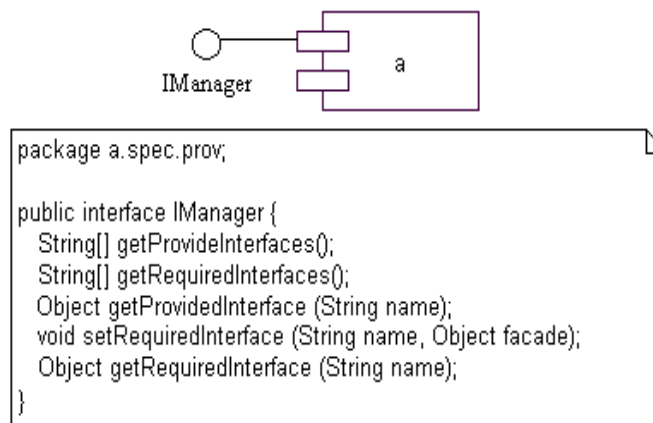 a
IManager
package a.spec.prov;
public interface IManager {
String[] getProvideInterfaces();
String[] getRequiredInterfaces();
Object getProvidedInterface (String name);
void setRequiredInterface (String name, Object facade);
Object getRequiredInterface (String name);
}